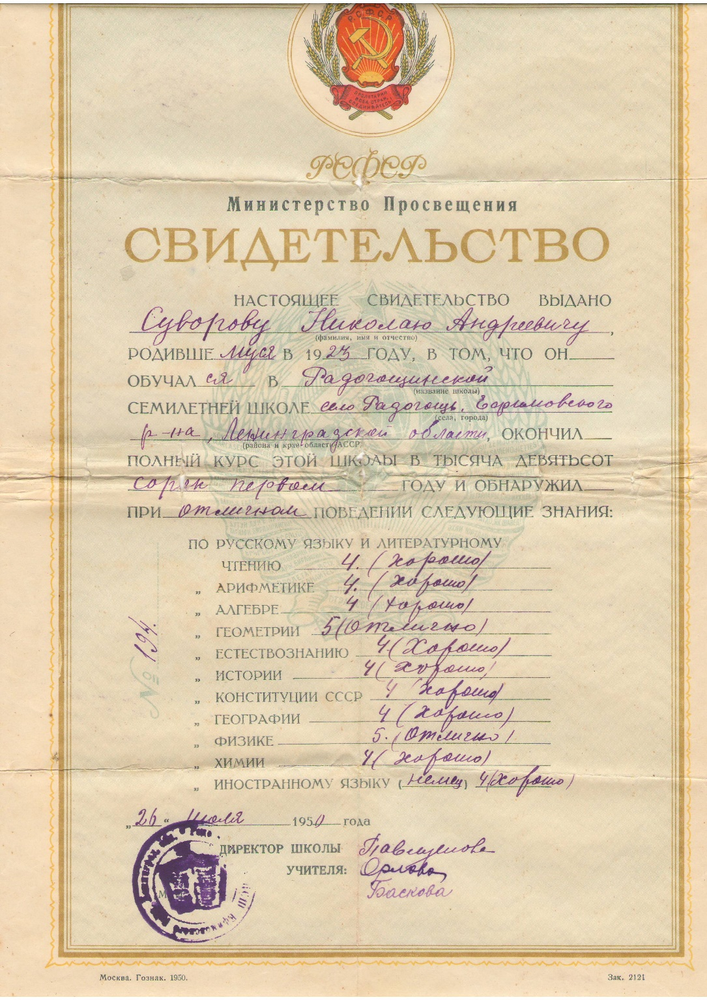 РСФСР
ПРОЛЕТАРИИ
ВСЕХ СТРАН,
СОЕДИНЯЙТЕСЬ!
РСФСР
Министерство Просвещения
СВИДЕТЕЛЬСТВО
НАСТОЯЩЕЕ СВИДЕТЕЛЬСТВО ВЫДАНО
Суворову Николаю Андреевичу,
(фамилия, имя и отчество)
РОДИВШЕМУСЯ В 1923 ГОДУ, В ТОМ, ЧТО ОН
ОБУЧАЛ ся В Радогощинской
(название школы)
СЕМИЛЕТНЕЙ ШКОЛЕ село Радогощь, Ефимовского
(села, города)
р-на, Ленинградской области, ОКОНЧИЛ
(района и края-области АССР)
ПОЛНЫЙ КУРС ЭТОЙ ШКОЛЫ В ТЫСЯЧА ДЕВЯТЬСОТ
сорок первом ГОДУ И ОБНАРУЖИЛ
ПРИ отличном ПОВЕДЕНИИ СЛЕДУЮЩИЕ ЗНАНИЯ:
ПО РУССКОМУ ЯЗЫКУ И ЛИТЕРАТУРНОМУ
ЧТЕНИЮ 4. (хорошо)
„ АРИФМЕТИКЕ 4. (хорошо)
„ АЛГЕБРЕ 4 (хорошо)
„ ГЕОМЕТРИИ 5 (Отлично)
„ ЕСТЕСТВОЗНАНИЮ 4 (Хорошо)
„ ИСТОРИИ 4 (хорошо)
„ КОНСТИТУЦИИ СССР 4 (хорошо)
„ ГЕОГРАФИИ 4 (хорошо)
„ ФИЗИКЕ 5. (Отлично)
„ ХИМИИ 4 (хорошо)
„ ИНОСТРАННОМУ ЯЗЫКУ (немец) 4 (хорошо)
№ 194.
„26“ июля 1950 года
ДИРЕКТОР ШКОЛЫ
УЧИТЕЛЯ: Орлова
Баскова
Москва. Гознак. 1950.
Зак. 2121